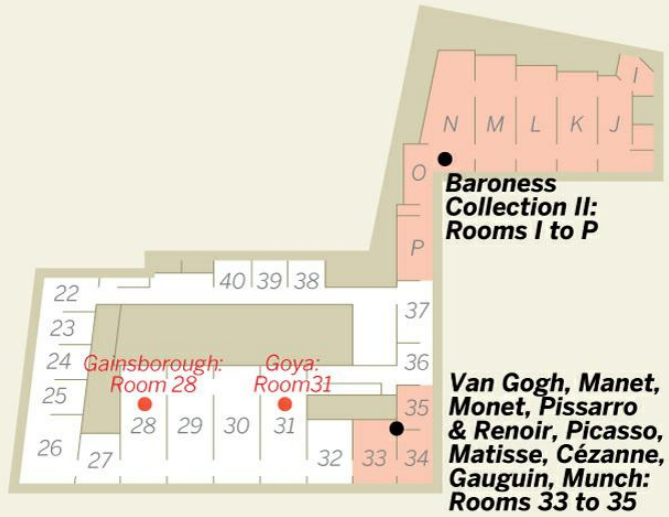 I
N
M
L
K
J
O
Baroness
Collection II:
Rooms I to P
P
40
39
38
22
37
23
24
Gainsborough:
Room 28
Goya:
Room31
36
25
28
29
30
31
35
26
27
32
33
34
Van Gogh, Manet,
Monet, Pissarro
& Renoir, Picasso,
Matisse, Cézanne,
Gauguin, Munch:
Rooms 33 to 35